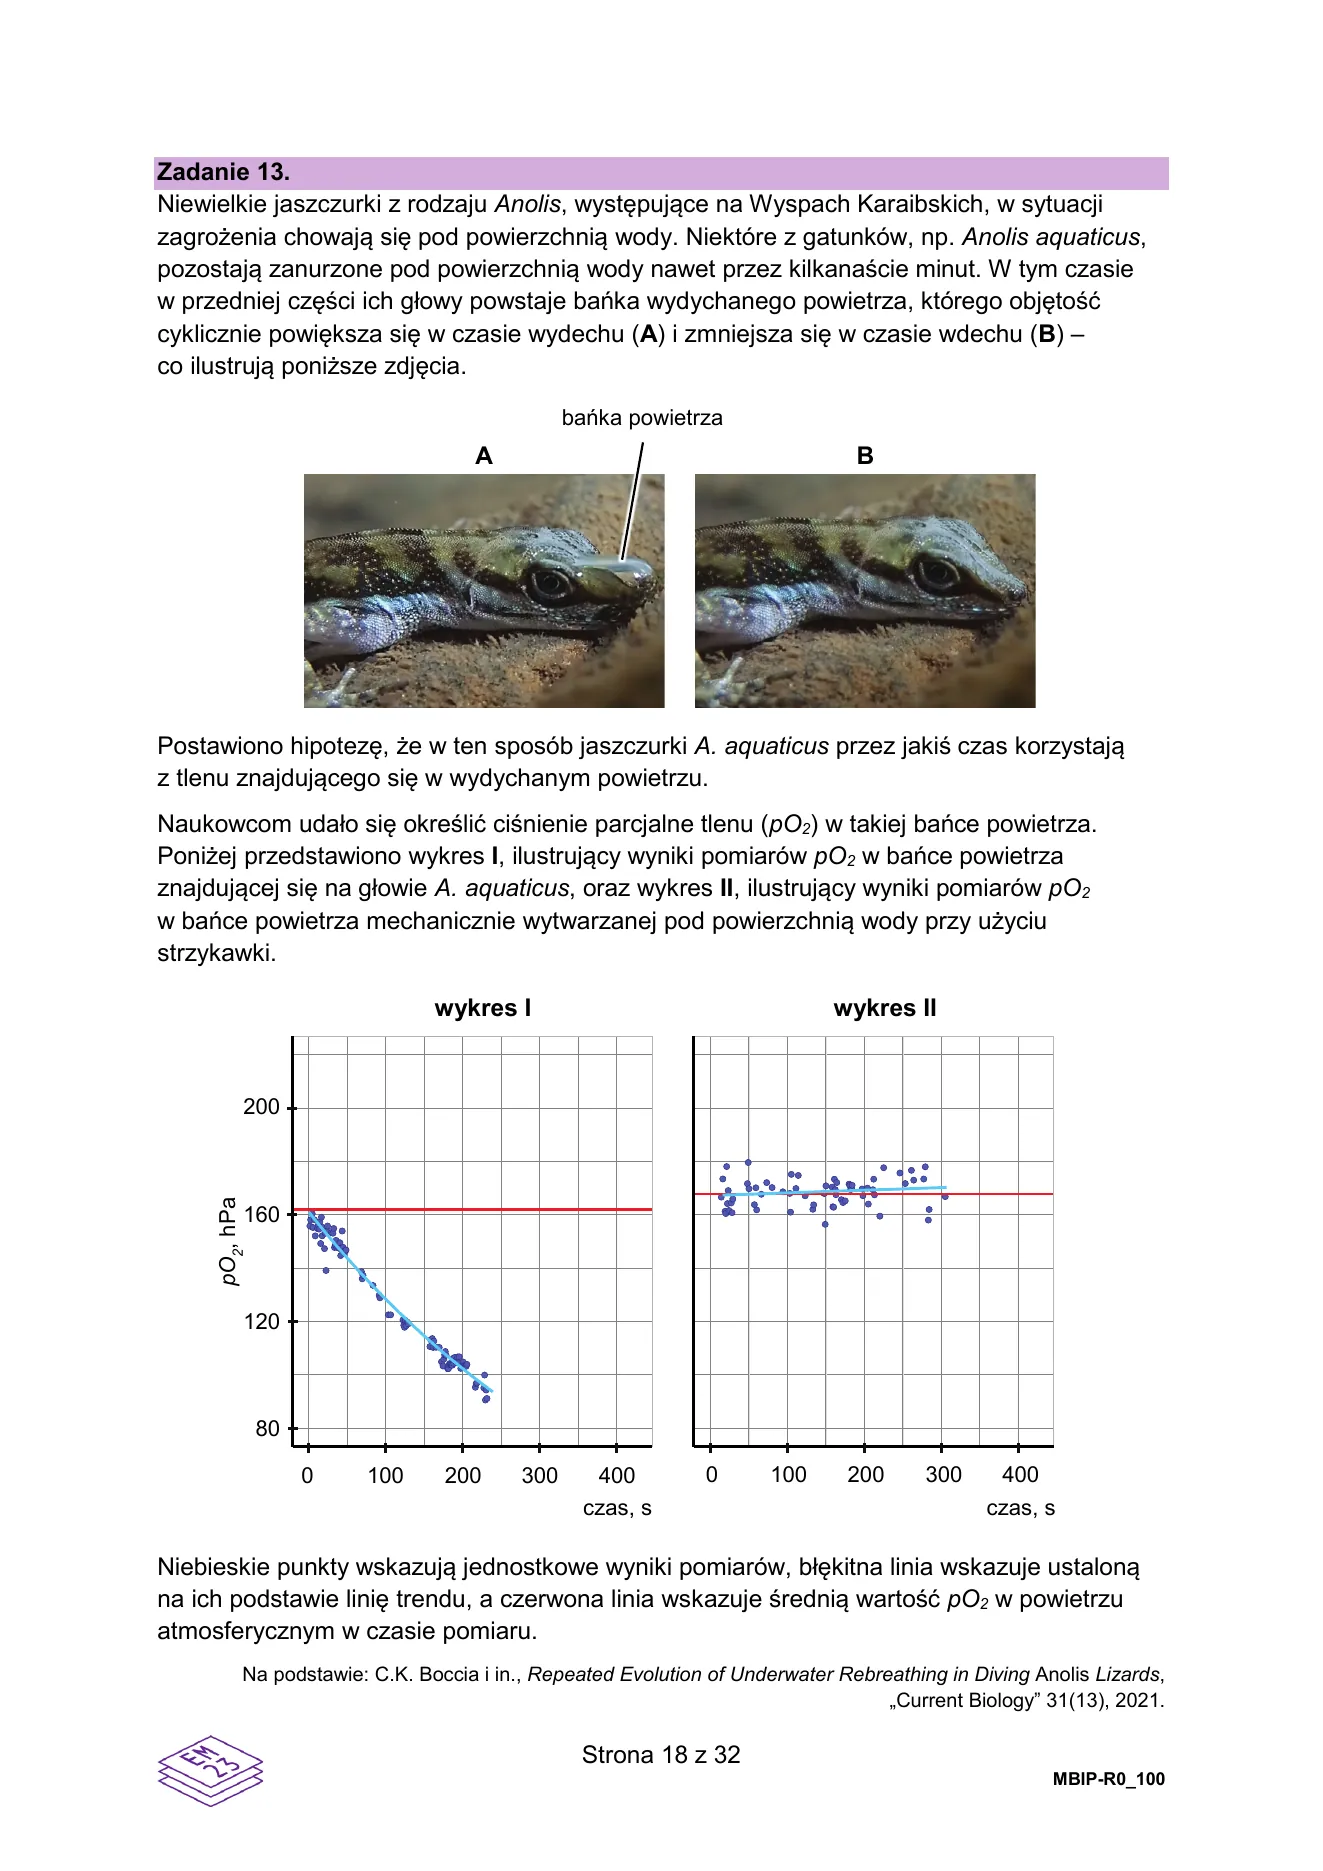 Zadanie 13.
Niewielkie jaszczurki z rodzaju Anolis, występujące na Wyspach Karaibskich, w sytuacji
zagrożenia chowają się pod powierzchnią wody. Niektóre z gatunków, np. Anolis aquaticus,
pozostają zanurzone pod powierzchnią wody nawet przez kilkanaście minut. W tym czasie
w przedniej części ich głowy powstaje bańka wydychanego powietrza, którego objętość
cyklicznie powiększa się w czasie wydechu (A) i zmniejsza się w czasie wdechu (B) –
co ilustrują poniższe zdjęcia.
bańka powietrza
A B
Postawiono hipotezę, że w ten sposób jaszczurki A. aquaticus przez jakiś czas korzystają
z tlenu znajdującego się w wydychanym powietrzu.
Naukowcom udało się określić ciśnienie parcjalne tlenu (pO2) w takiej bańce powietrza.
Poniżej przedstawiono wykres I, ilustrujący wyniki pomiarów pO2 w bańce powietrza
znajdującej się na głowie A. aquaticus, oraz wykres II, ilustrujący wyniki pomiarów pO2
w bańce powietrza mechanicznie wytwarzanej pod powierzchnią wody przy użyciu
strzykawki.
wykres I wykres II
200
160
120
80
pO2, hPa
0 100 200 300 400 0 100 200 300 400
czas, s czas, s
Niebieskie punkty wskazują jednostkowe wyniki pomiarów, błękitna linia wskazuje ustaloną
na ich podstawie linię trendu, a czerwona linia wskazuje średnią wartość pO2 w powietrzu
atmosferycznym w czasie pomiaru.
Na podstawie: C.K. Boccia i in., Repeated Evolution of Underwater Rebreathing in Diving Anolis Lizards,
„Current Biology” 31(13), 2021.
EM
23
Strona 18 z 32
MBIP-R0_100